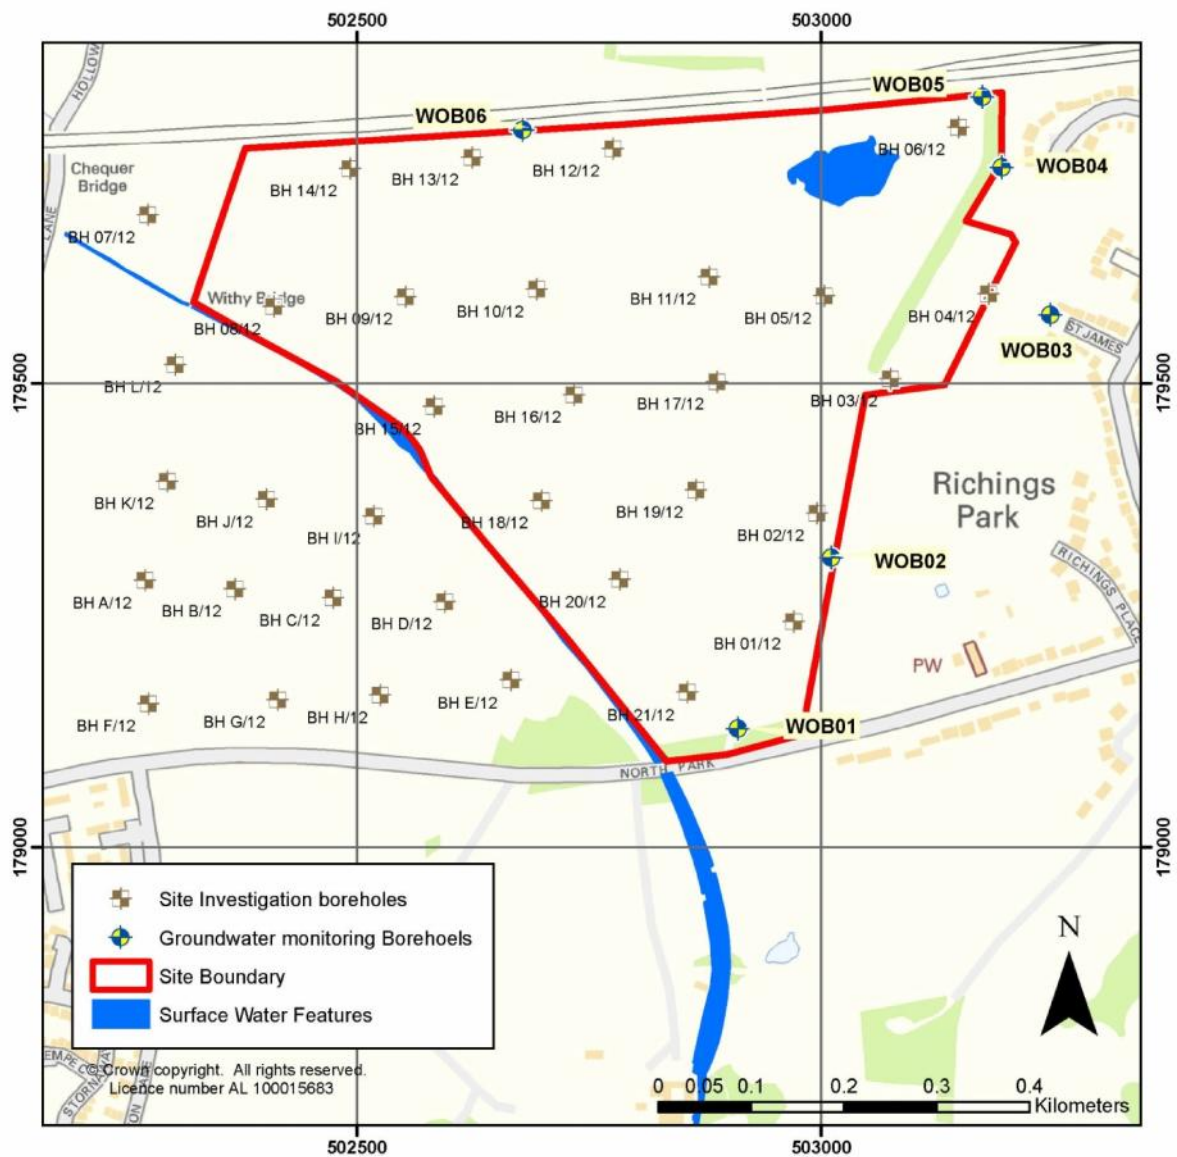 502500
503000
HOLLOW
WOB05
WOB06
BH 06/12
BH 12/12
BH 13/12
BH 14/12
WOB04
Chequer
Bridge
LANE
BH 07/12
Withy Bridge
BH 11/12
BH 10/12
BH 09/12
BH 05/12
BH 04/12
BH 08/12
ST JAMES
WOB03
179500
179500
BH L/12
BH 17/12
BH 03/12
BH 16/12
BH 15/12
Richings
Park
BH K/12
BH J/12
BH 19/12
BH 18/12
BH I/12
BH 02/12
WOB02
RICHINGS PLACE
BH A/12
BH B/12
BH C/12
BH D/12
BH 20/12
BH 01/12
PW
BH F/12
BH G/12
BH H/12
BH E/12
BH 21/12
WOB01
NORTH PARK
179000
179000
Site Investigation boreholes
Groundwater monitoring Borehoels
Site Boundary
Surface Water Features
N
© Crown copyright. All rights reserved.
Licence number AL 100015683
0 0.05 0.1 0.2 0.3 0.4
Kilometers
502500
503000